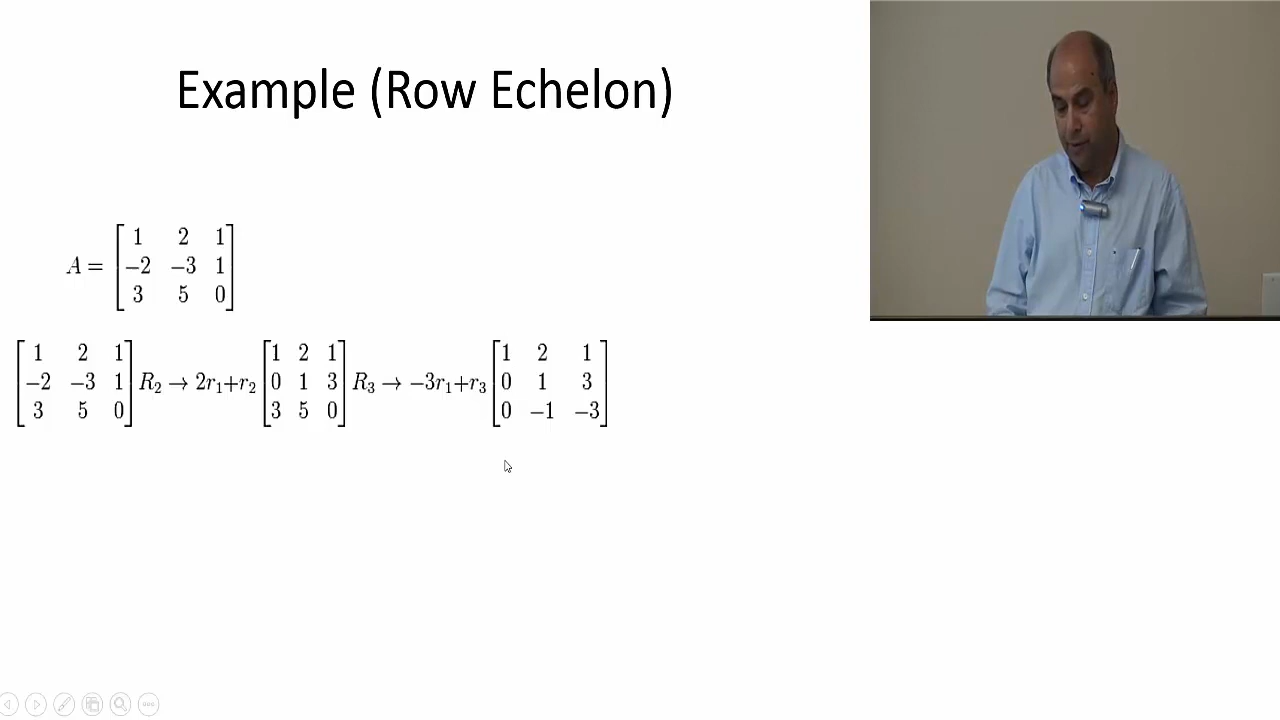 Example (Row Echelon)
A = [1 2 1
−2 −3 1
3 5 0]
[1 2 1
−2 −3 1
3 5 0] R₂ → 2r₁+r₂ [1 2 1
0 1 3
3 5 0] R₃ → −3r₁+r₃ [1 2 1
0 1 3
0 −1 −3]